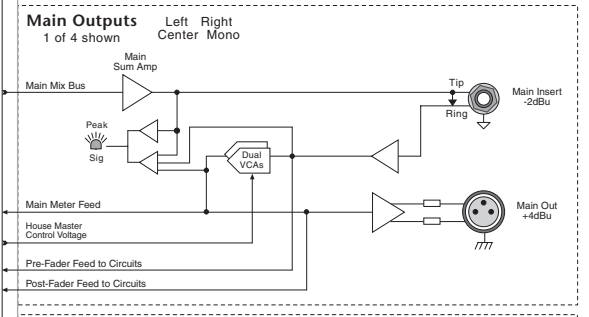 Main Outputs Left Right
1 of 4 shown Center Mono
Main
Sum Amp
Main Mix Bus
Tip
Main Insert
-2dBu
Ring
Peak
Sig
Dual
VCAs
Main Meter Feed
Main Out
+4dBu
House Master
Control Voltage
Pre-Fader Feed to Circuits
Post-Fader Feed to Circuits